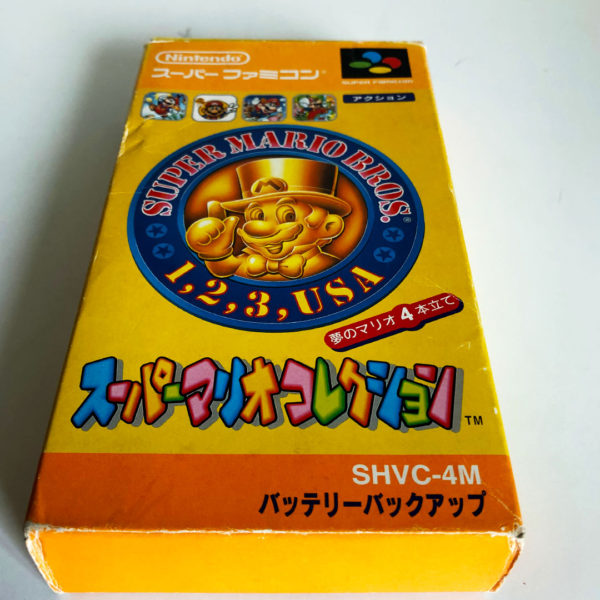 Nintendo®
スーパーファミコン®
SUPER FAMICOM
アクション
SUPER MARIO BROS.®
1,2,3,USA
夢のマリオ4本立て
スーパーマリオコレクション™
SHVC-4M
バッテリーバックアップ